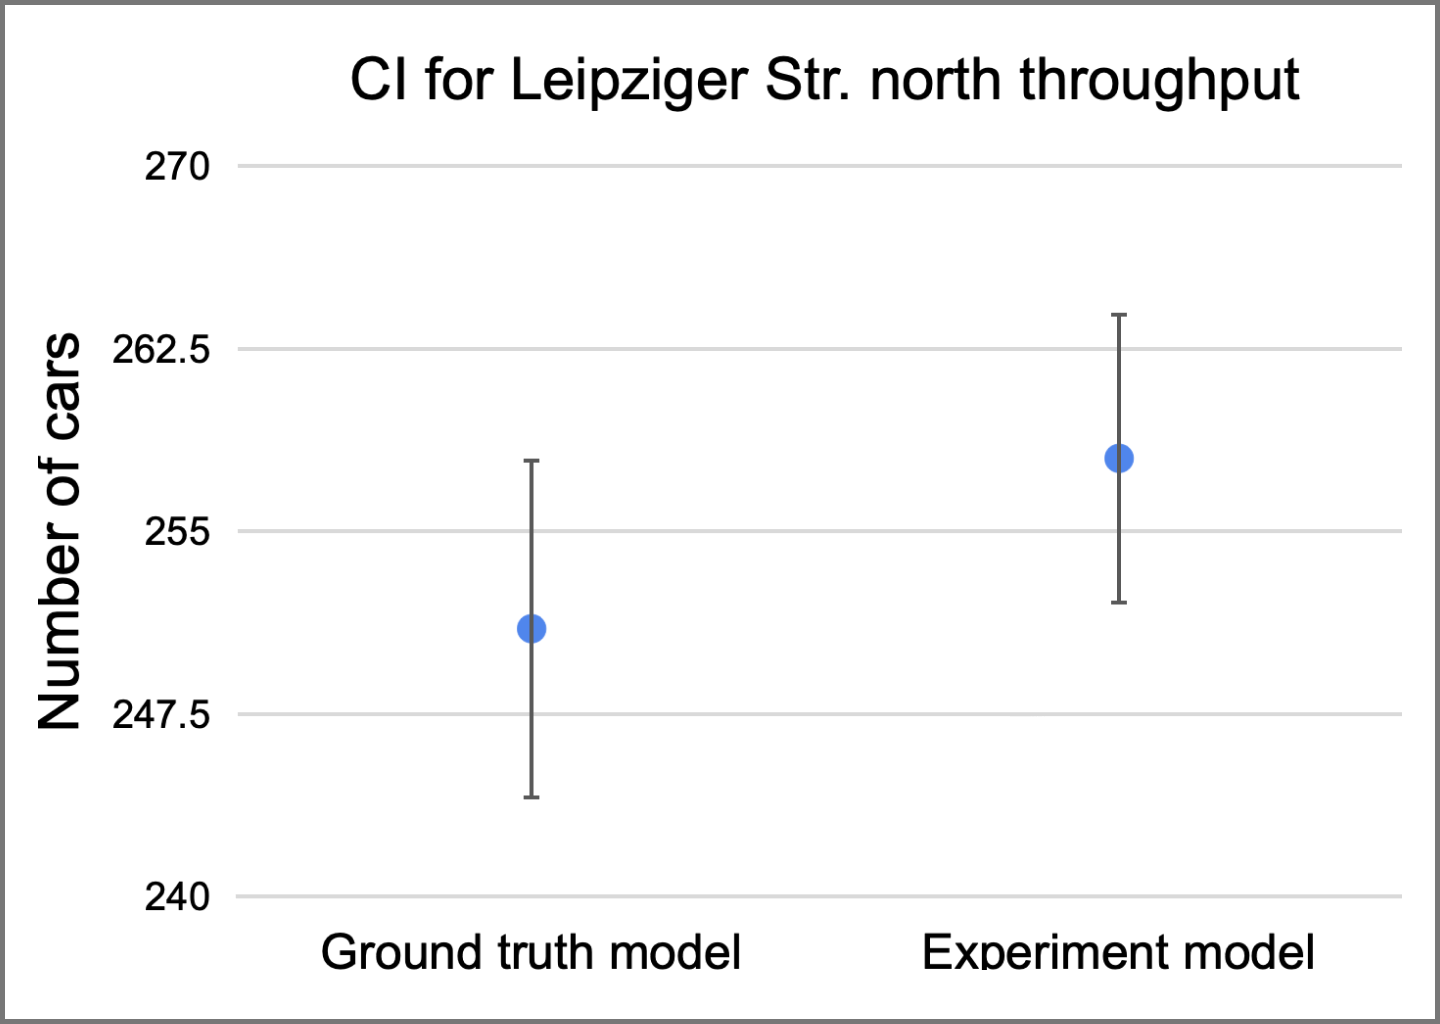 CI for Leipziger Str. north throughput
270
262.5
255
247.5
240
Number of cars
Ground truth model
Experiment model